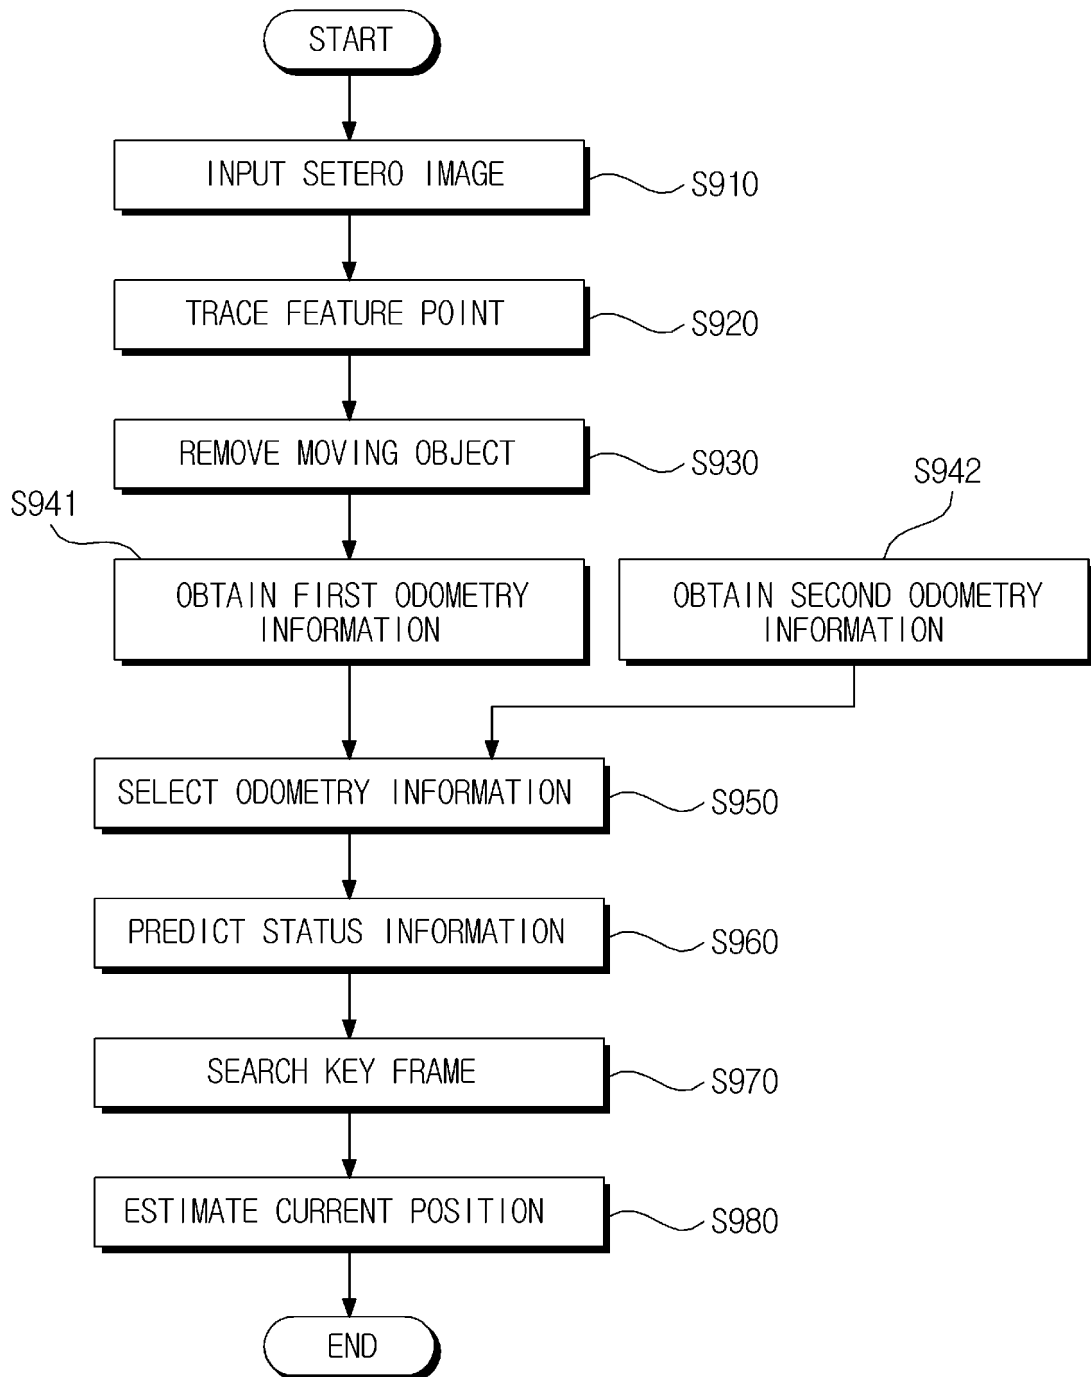 START
INPUT SETERO IMAGE
S910
TRACE FEATURE POINT
S920
REMOVE MOVING OBJECT
S930
S941
S942
OBTAIN FIRST ODOMETRY
INFORMATION
OBTAIN SECOND ODOMETRY
INFORMATION
SELECT ODOMETRY INFORMATION
S950
PREDICT STATUS INFORMATION
S960
SEARCH KEY FRAME
S970
ESTIMATE CURRENT POSITION
S980
END